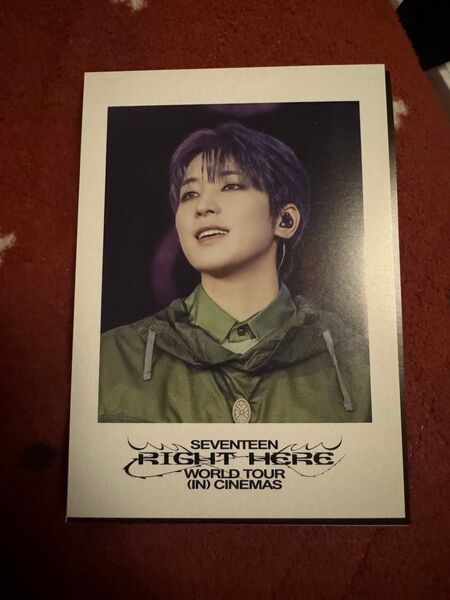 SEVENTEEN
RIGHT HERE
WORLD TOUR
(IN) CINEMAS